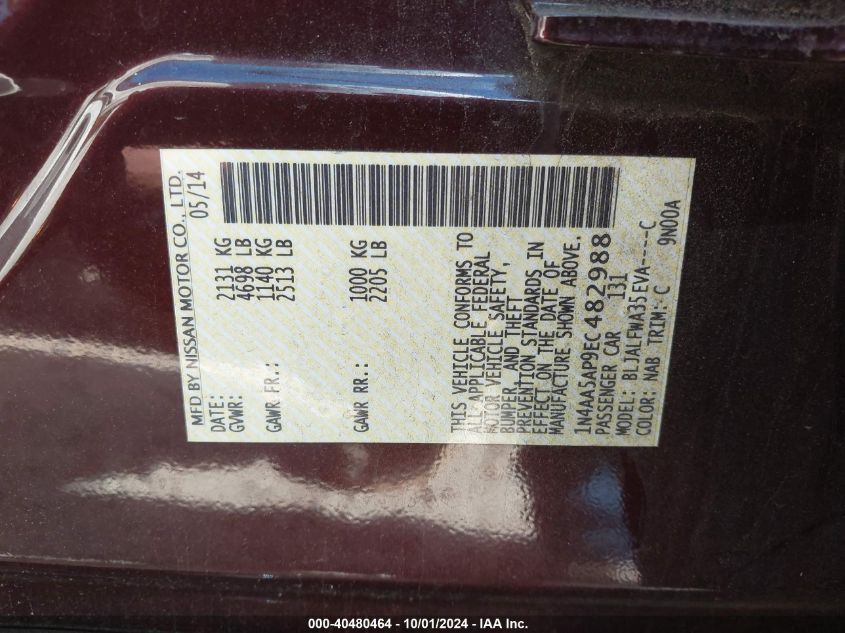 MFD BY NISSAN MOTOR CO., LTD.
DATE: 05/14
GVWR: 2131 KG
4698 LB
GAWR FR.: 1140 KG
2513 LB
GAWR RR.: 1000 KG
2205 LB
THIS VEHICLE CONFORMS TO
ALL APPLICABLE FEDERAL
MOTOR VEHICLE SAFETY,
BUMPER, AND THEFT
PREVENTION STANDARDS IN
EFFECT ON THE DATE OF
MANUFACTURE SHOWN ABOVE.
1N4AA5AP9EC482988
PASSENGER CAR 131
MODEL: BLJALFWA35EVA----C
COLOR: NAB TRIM: C 9N00A
000-40480464 - 10/01/2024 - IAA Inc.